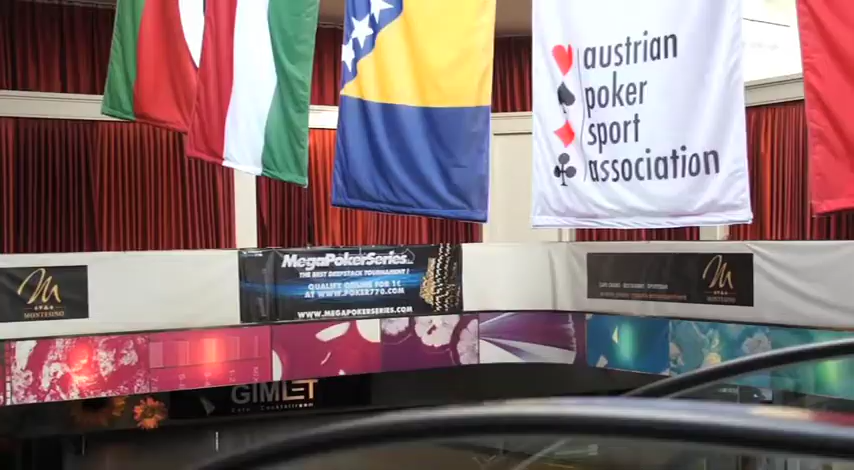 austrian
poker
sport
association
MegaPokerSeries
THE BIGGEST DEEPSTACK TOURNAMENT
QUALIFY ONLINE FOR 1€
AT WWW.POKER770.COM
WWW.MEGAPOKERSERIES.COM
M
MONTESINO
M
MONTESINO
GIMLET